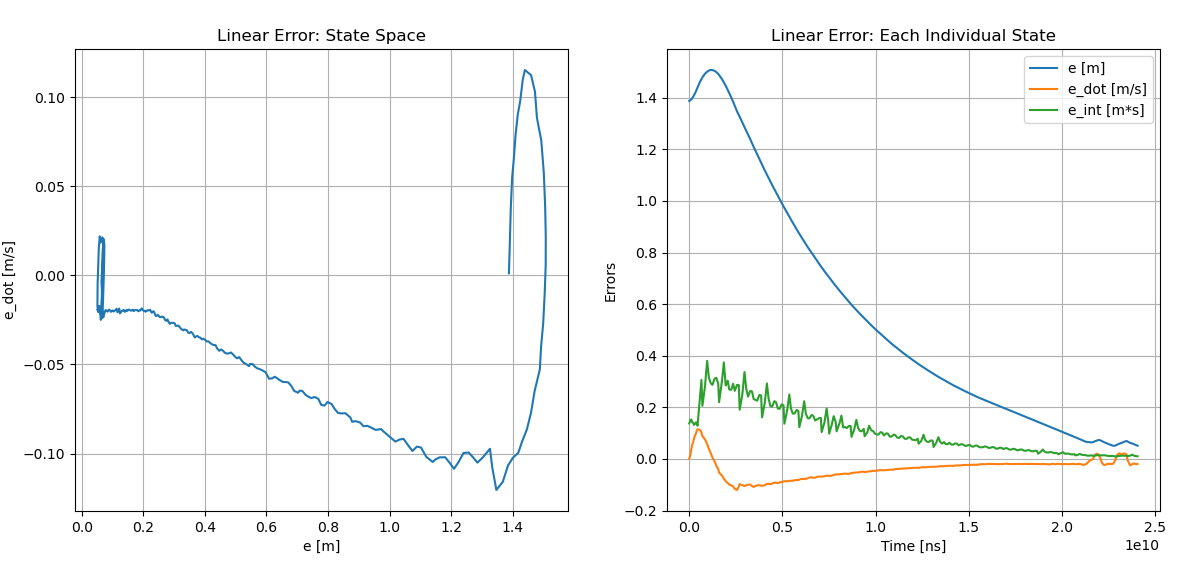 Linear Error: State Space
e_dot [m/s]
0.10
0.05
0.00
−0.05
−0.10
0.0 0.2 0.4 0.6 0.8 1.0 1.2 1.4
e [m]
Linear Error: Each Individual State
e [m]
e_dot [m/s]
e_int [m*s]
Errors
1.4
1.2
1.0
0.8
0.6
0.4
0.2
0.0
−0.2
0.0 0.5 1.0 1.5 2.0 2.5
1e10
Time [ns]